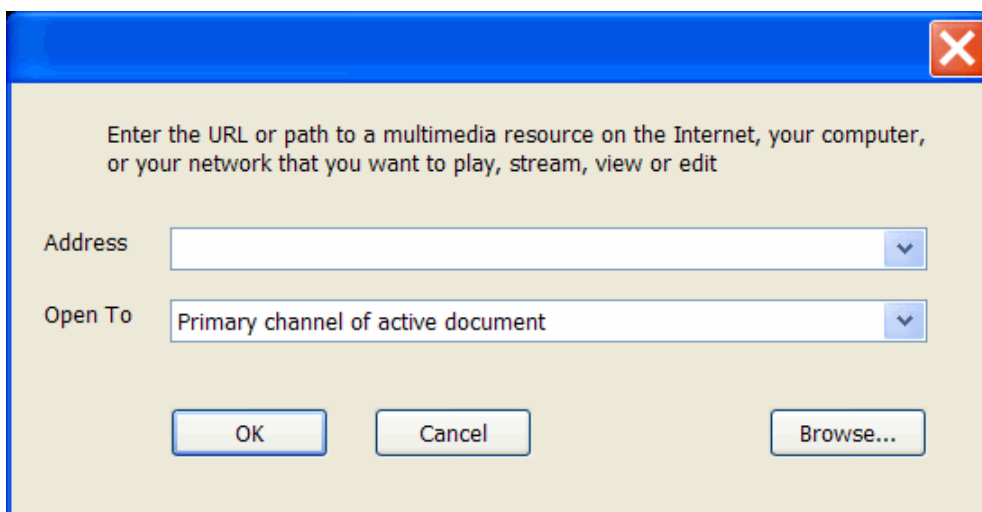 Enter the URL or path to a multimedia resource on the Internet, your computer,
or your network that you want to play, stream, view or edit
Address
Open To Primary channel of active document
OK Cancel Browse...